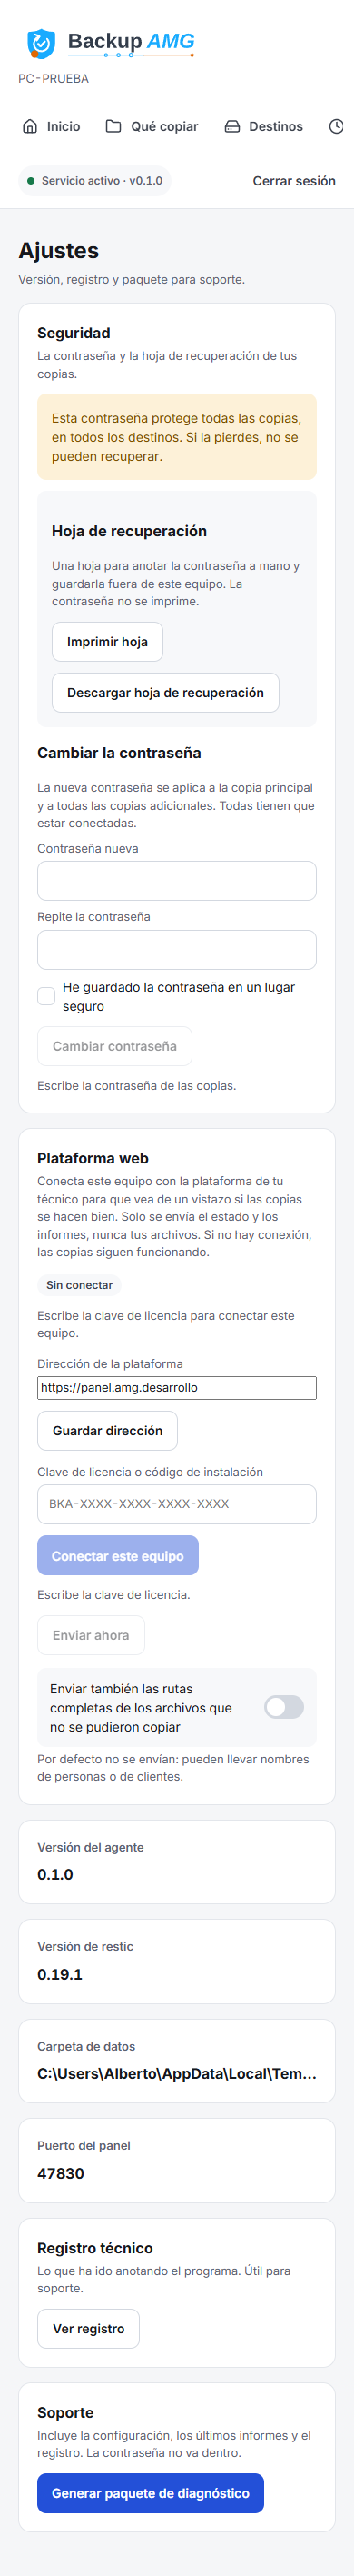 Backup AMG
PC-PRUEBA
Inicio
Qué copiar
Destinos
Servicio activo · v0.1.0
Cerrar sesión
Ajustes
Versión, registro y paquete para soporte.
Seguridad
La contraseña y la hoja de recuperación de tus
copias.
Esta contraseña protege todas las copias,
en todos los destinos. Si la pierdes, no se
pueden recuperar.
Hoja de recuperación
Una hoja para anotar la contraseña a mano y
guardarla fuera de este equipo. La
contraseña no se imprime.
Imprimir hoja
Descargar hoja de recuperación
Cambiar la contraseña
La nueva contraseña se aplica a la copia principal
y a todas las copias adicionales. Todas tienen que
estar conectadas.
Contraseña nueva
Repite la contraseña
He guardado la contraseña en un lugar
seguro
Cambiar contraseña
Escribe la contraseña de las copias.
Plataforma web
Conecta este equipo con la plataforma de tu
técnico para que vea de un vistazo si las copias
se hacen bien. Solo se envía el estado y los
informes, nunca tus archivos. Si no hay conexión,
las copias siguen funcionando.
Sin conectar
Escribe la clave de licencia para conectar este
equipo.
Dirección de la plataforma
https://panel.amg.desarrollo
Guardar dirección
Clave de licencia o código de instalación
BKA-XXXX-XXXX-XXXX-XXXX
Conectar este equipo
Escribe la clave de licencia.
Enviar ahora
Enviar también las rutas
completas de los archivos que
no se pudieron copiar
Por defecto no se envían: pueden llevar nombres
de personas o de clientes.
Versión del agente
0.1.0
Versión de restic
0.19.1
Carpeta de datos
C:\Users\Alberto\AppData\Local\Tem...
Puerto del panel
47830
Registro técnico
Lo que ha ido anotando el programa. Útil para
soporte.
Ver registro
Soporte
Incluye la configuración, los últimos informes y el
registro. La contraseña no va dentro.
Generar paquete de diagnóstico